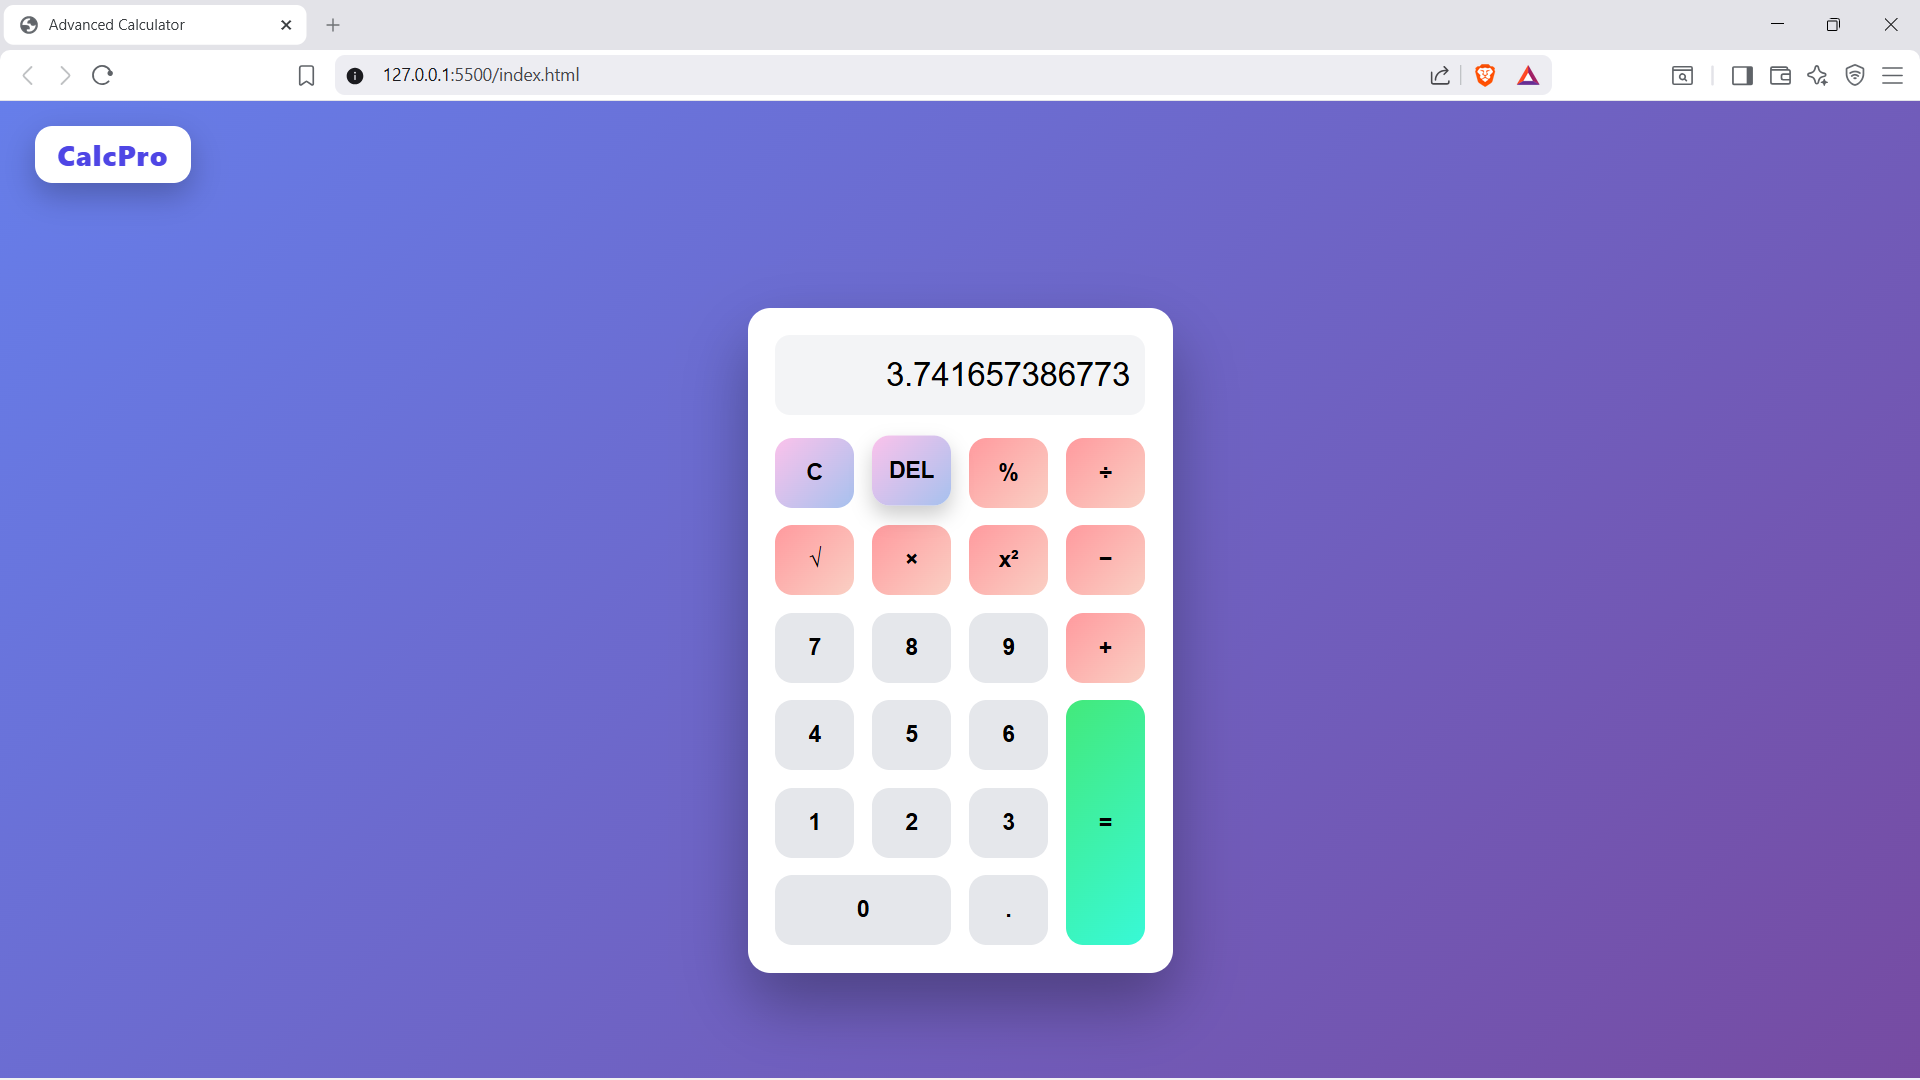 Advanced Calculator
127.0.0.1:5500/index.html
CalcPro
3.741657386773
C DEL % ÷
√ × x² −
7 8 9 +
4 5 6
1 2 3 =
0 .